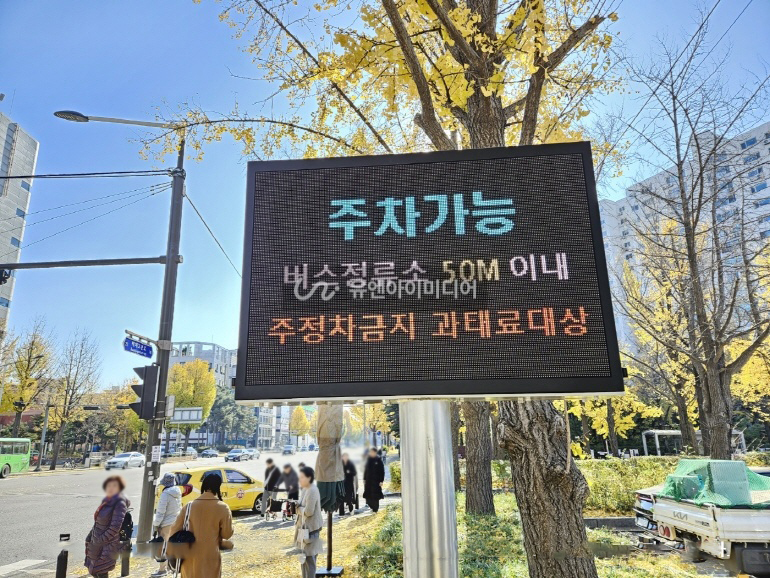 주차가능
버스정류소 50M 이내
유엔아이미디어
주정차금지 과태료대상